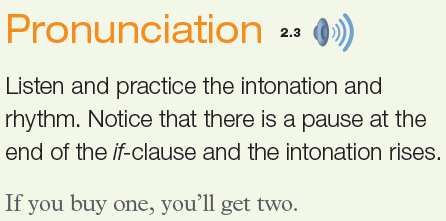 Pronunciation 2.3
Listen and practice the intonation and
rhythm. Notice that there is a pause at the
end of the if-clause and the intonation rises.
If you buy one, you'll get two.